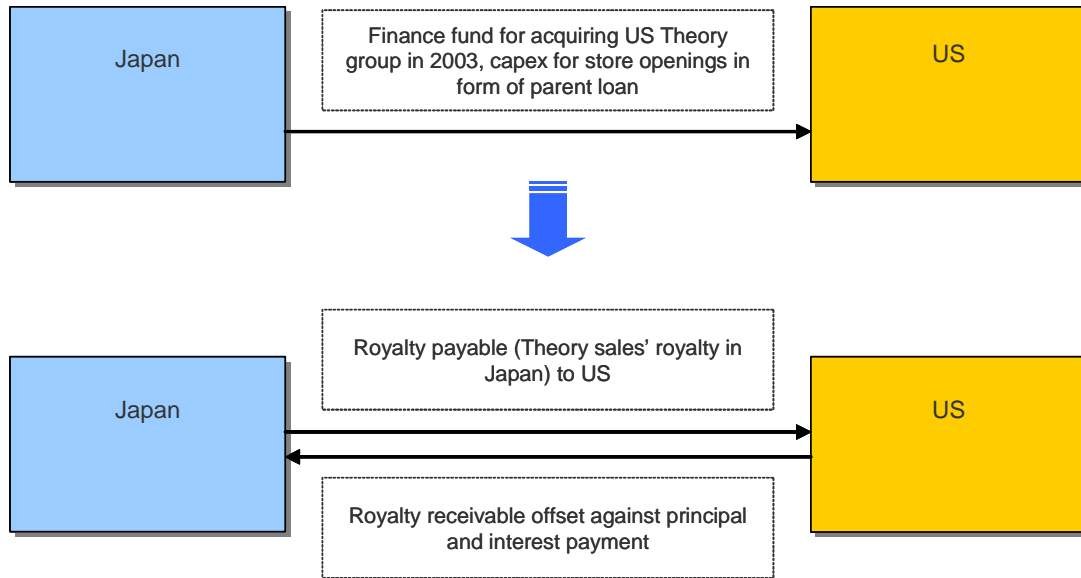 Japan
Finance fund for acquiring US Theory
group in 2003, capex for store openings in
form of parent loan
US
Royalty payable (Theory sales’ royalty in
Japan) to US
Japan
US
Royalty receivable offset against principal
and interest payment